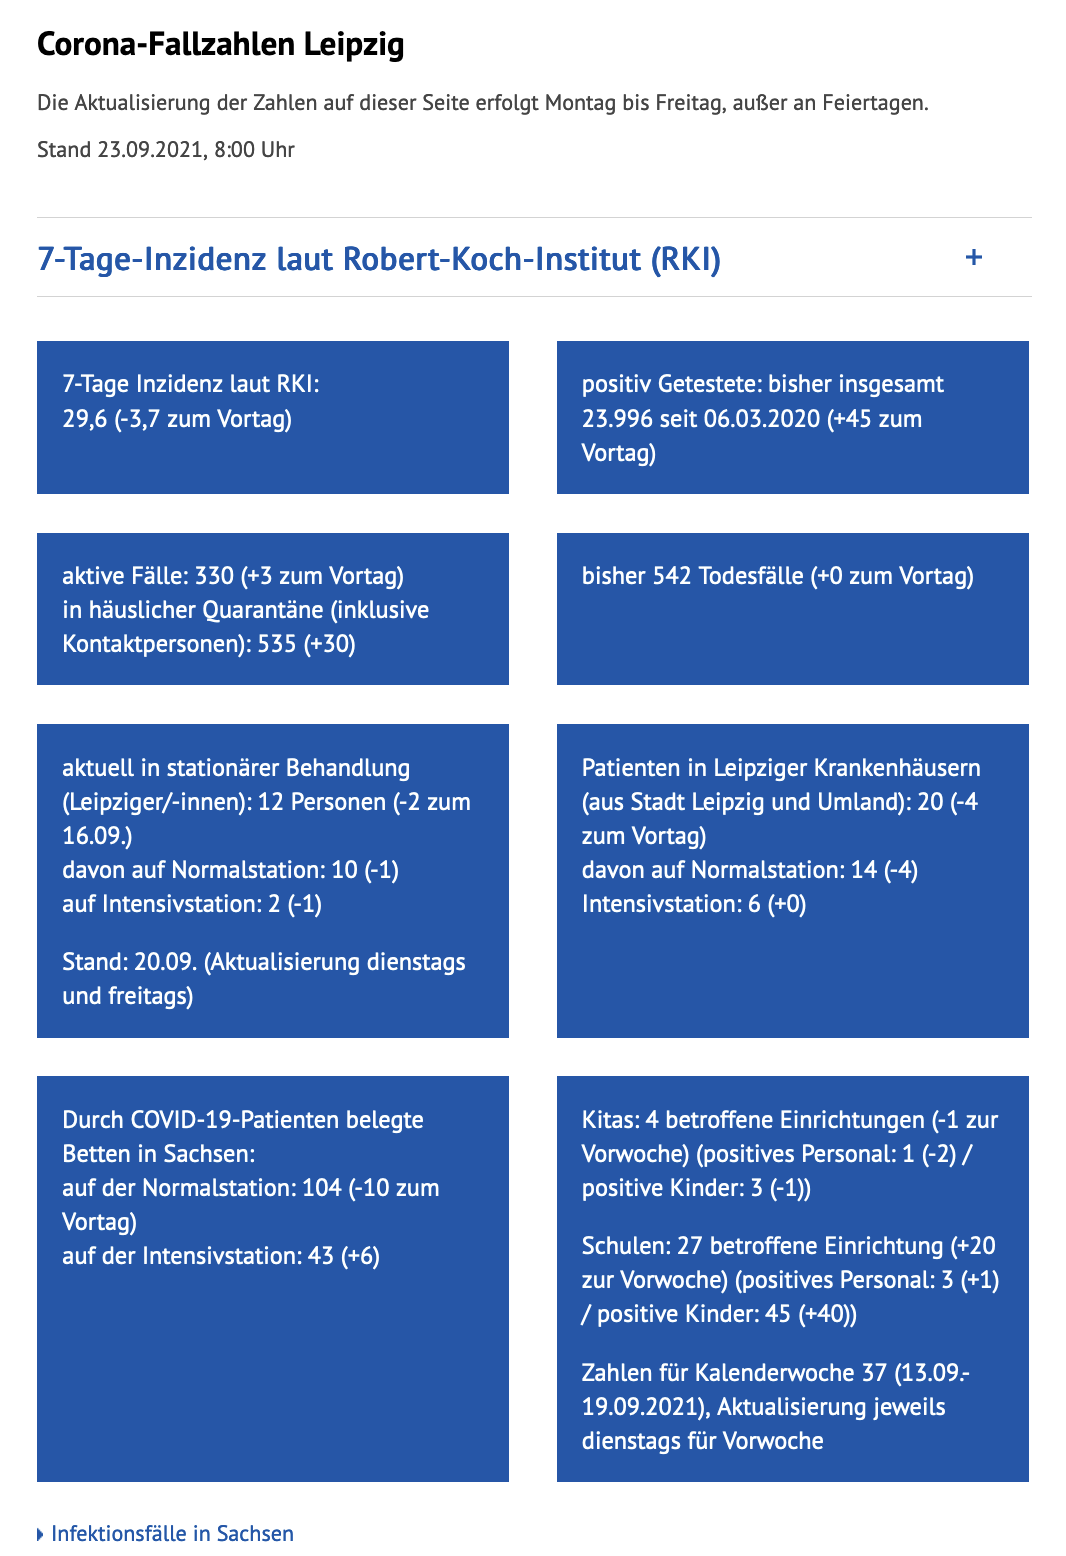 Corona-Fallzahlen Leipzig
Die Aktualisierung der Zahlen auf dieser Seite erfolgt Montag bis Freitag, außer an Feiertagen.
Stand 23.09.2021, 8:00 Uhr
7-Tage-Inzidenz laut Robert-Koch-Institut (RKI) +
7-Tage Inzidenz laut RKI:
29,6 (-3,7 zum Vortag)
positiv Getestete: bisher insgesamt
23.996 seit 06.03.2020 (+45 zum
Vortag)
aktive Fälle: 330 (+3 zum Vortag)
in häuslicher Quarantäne (inklusive
Kontaktpersonen): 535 (+30)
bisher 542 Todesfälle (+0 zum Vortag)
aktuell in stationärer Behandlung
(Leipziger/-innen): 12 Personen (-2 zum
16.09.)
davon auf Normalstation: 10 (-1)
auf Intensivstation: 2 (-1)
Stand: 20.09. (Aktualisierung dienstags
und freitags)
Patienten in Leipziger Krankenhäusern
(aus Stadt Leipzig und Umland): 20 (-4
zum Vortag)
davon auf Normalstation: 14 (-4)
Intensivstation: 6 (+0)
Durch COVID-19-Patienten belegte
Betten in Sachsen:
auf der Normalstation: 104 (-10 zum
Vortag)
auf der Intensivstation: 43 (+6)
Kitas: 4 betroffene Einrichtungen (-1 zur
Vorwoche) (positives Personal: 1 (-2) /
positive Kinder: 3 (-1))
Schulen: 27 betroffene Einrichtung (+20
zur Vorwoche) (positives Personal: 3 (+1)
/ positive Kinder: 45 (+40))
Zahlen für Kalenderwoche 37 (13.09.-
19.09.2021), Aktualisierung jeweils
dienstags für Vorwoche
Infektionsfälle in Sachsen